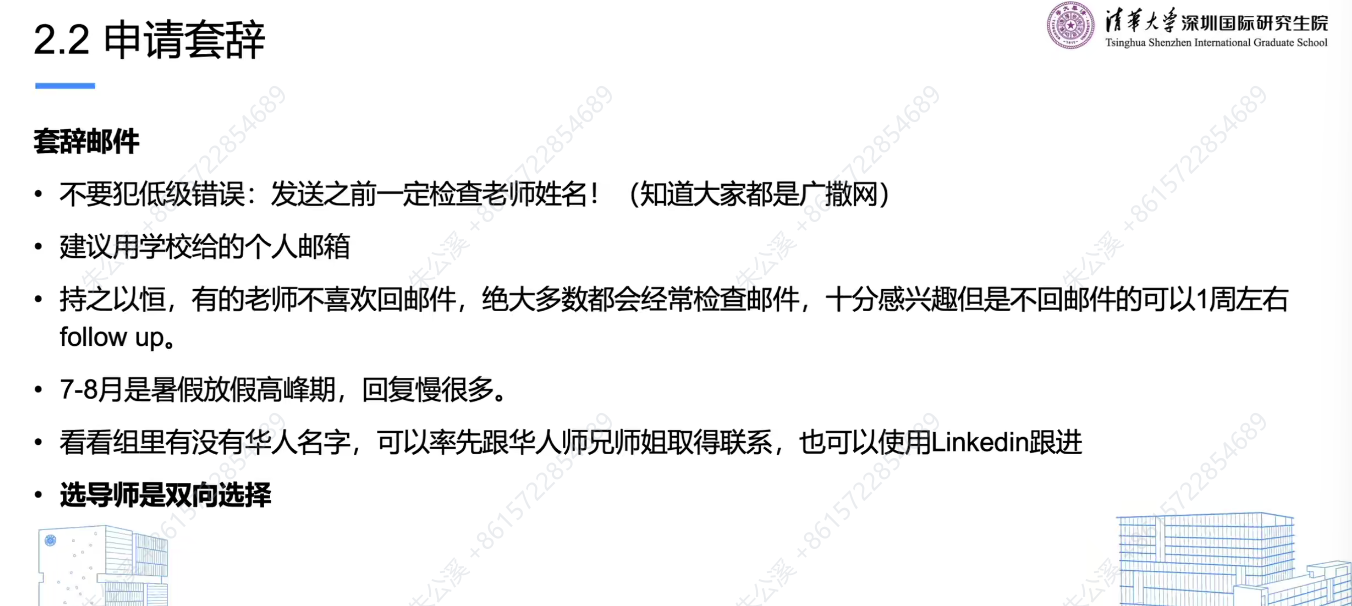 2.2 申请套辞
清华大学深圳国际研究生院
Tsinghua Shenzhen International Graduate School
套辞邮件
• 不要犯低级错误：发送之前一定检查老师姓名！（知道大家都是广撒网）
• 建议用学校给的个人邮箱
• 持之以恒，有的老师不喜欢回邮件，绝大多数都会经常检查邮件，十分感兴趣但是不回邮件的可以1周左右
follow up。
• 7-8月是暑假放假高峰期，回复慢很多。
• 看看组里有没有华人名字，可以率先跟华人师兄师姐取得联系，也可以使用Linkedin跟进
• 选导师是双向选择
朱公溪 +8615722854689